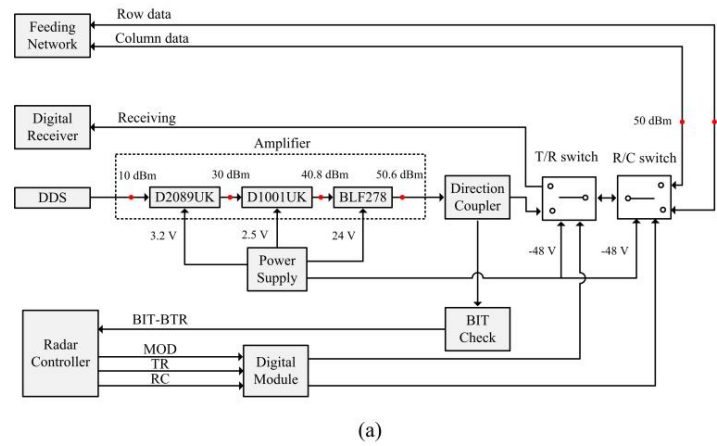 Row data
Feeding
Network
Column data
Digital
Receiver
Receiving
50 dBm
Amplifier
T/R switch
R/C switch
10 dBm
30 dBm
40.8 dBm
50.6 dBm
DDS
D2089UK
D1001UK
BLF278
Direction
Coupler
3.2 V
2.5 V
24 V
-48 V
-48 V
Power
Supply
BIT-BTR
BIT
Check
Radar
Controller
MOD
TR
RC
Digital
Module
(a)